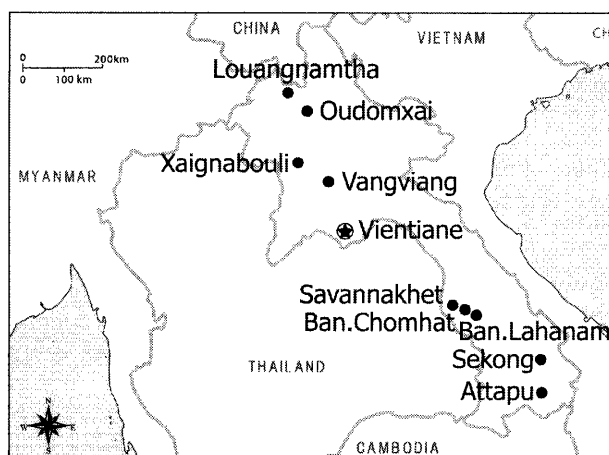 CHINA
VIETNAM
CH
0 200km
0 100 km
Louangnamtha
Oudomxai
Xaignabouli
MYANMAR
Vangviang
Vientiane
Savannakhet
Ban.Chomhat
Ban.Lahanam
Sekong
THAILAND
Attapu
N
W E
S
CAMBODIA